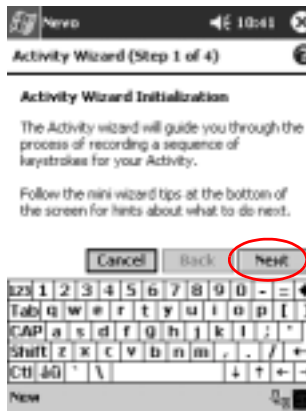 Nevo 10:41
Activity Wizard (Step 1 of 4)
Activity Wizard Initialization
The Activity wizard will guide you through the
process of recording a sequence of
keystrokes for your Activity.
Follow the mini wizard tips at the bottom of
the screen for hints about what to do next.
Cancel Back Next
123 1 2 3 4 5 6 7 8 9 0 - =
Tab q w e r t y u i o p [
CAP a s d f g h j k l ; '
Shift z x c v b n m , . /
Ctl áü ` \
New